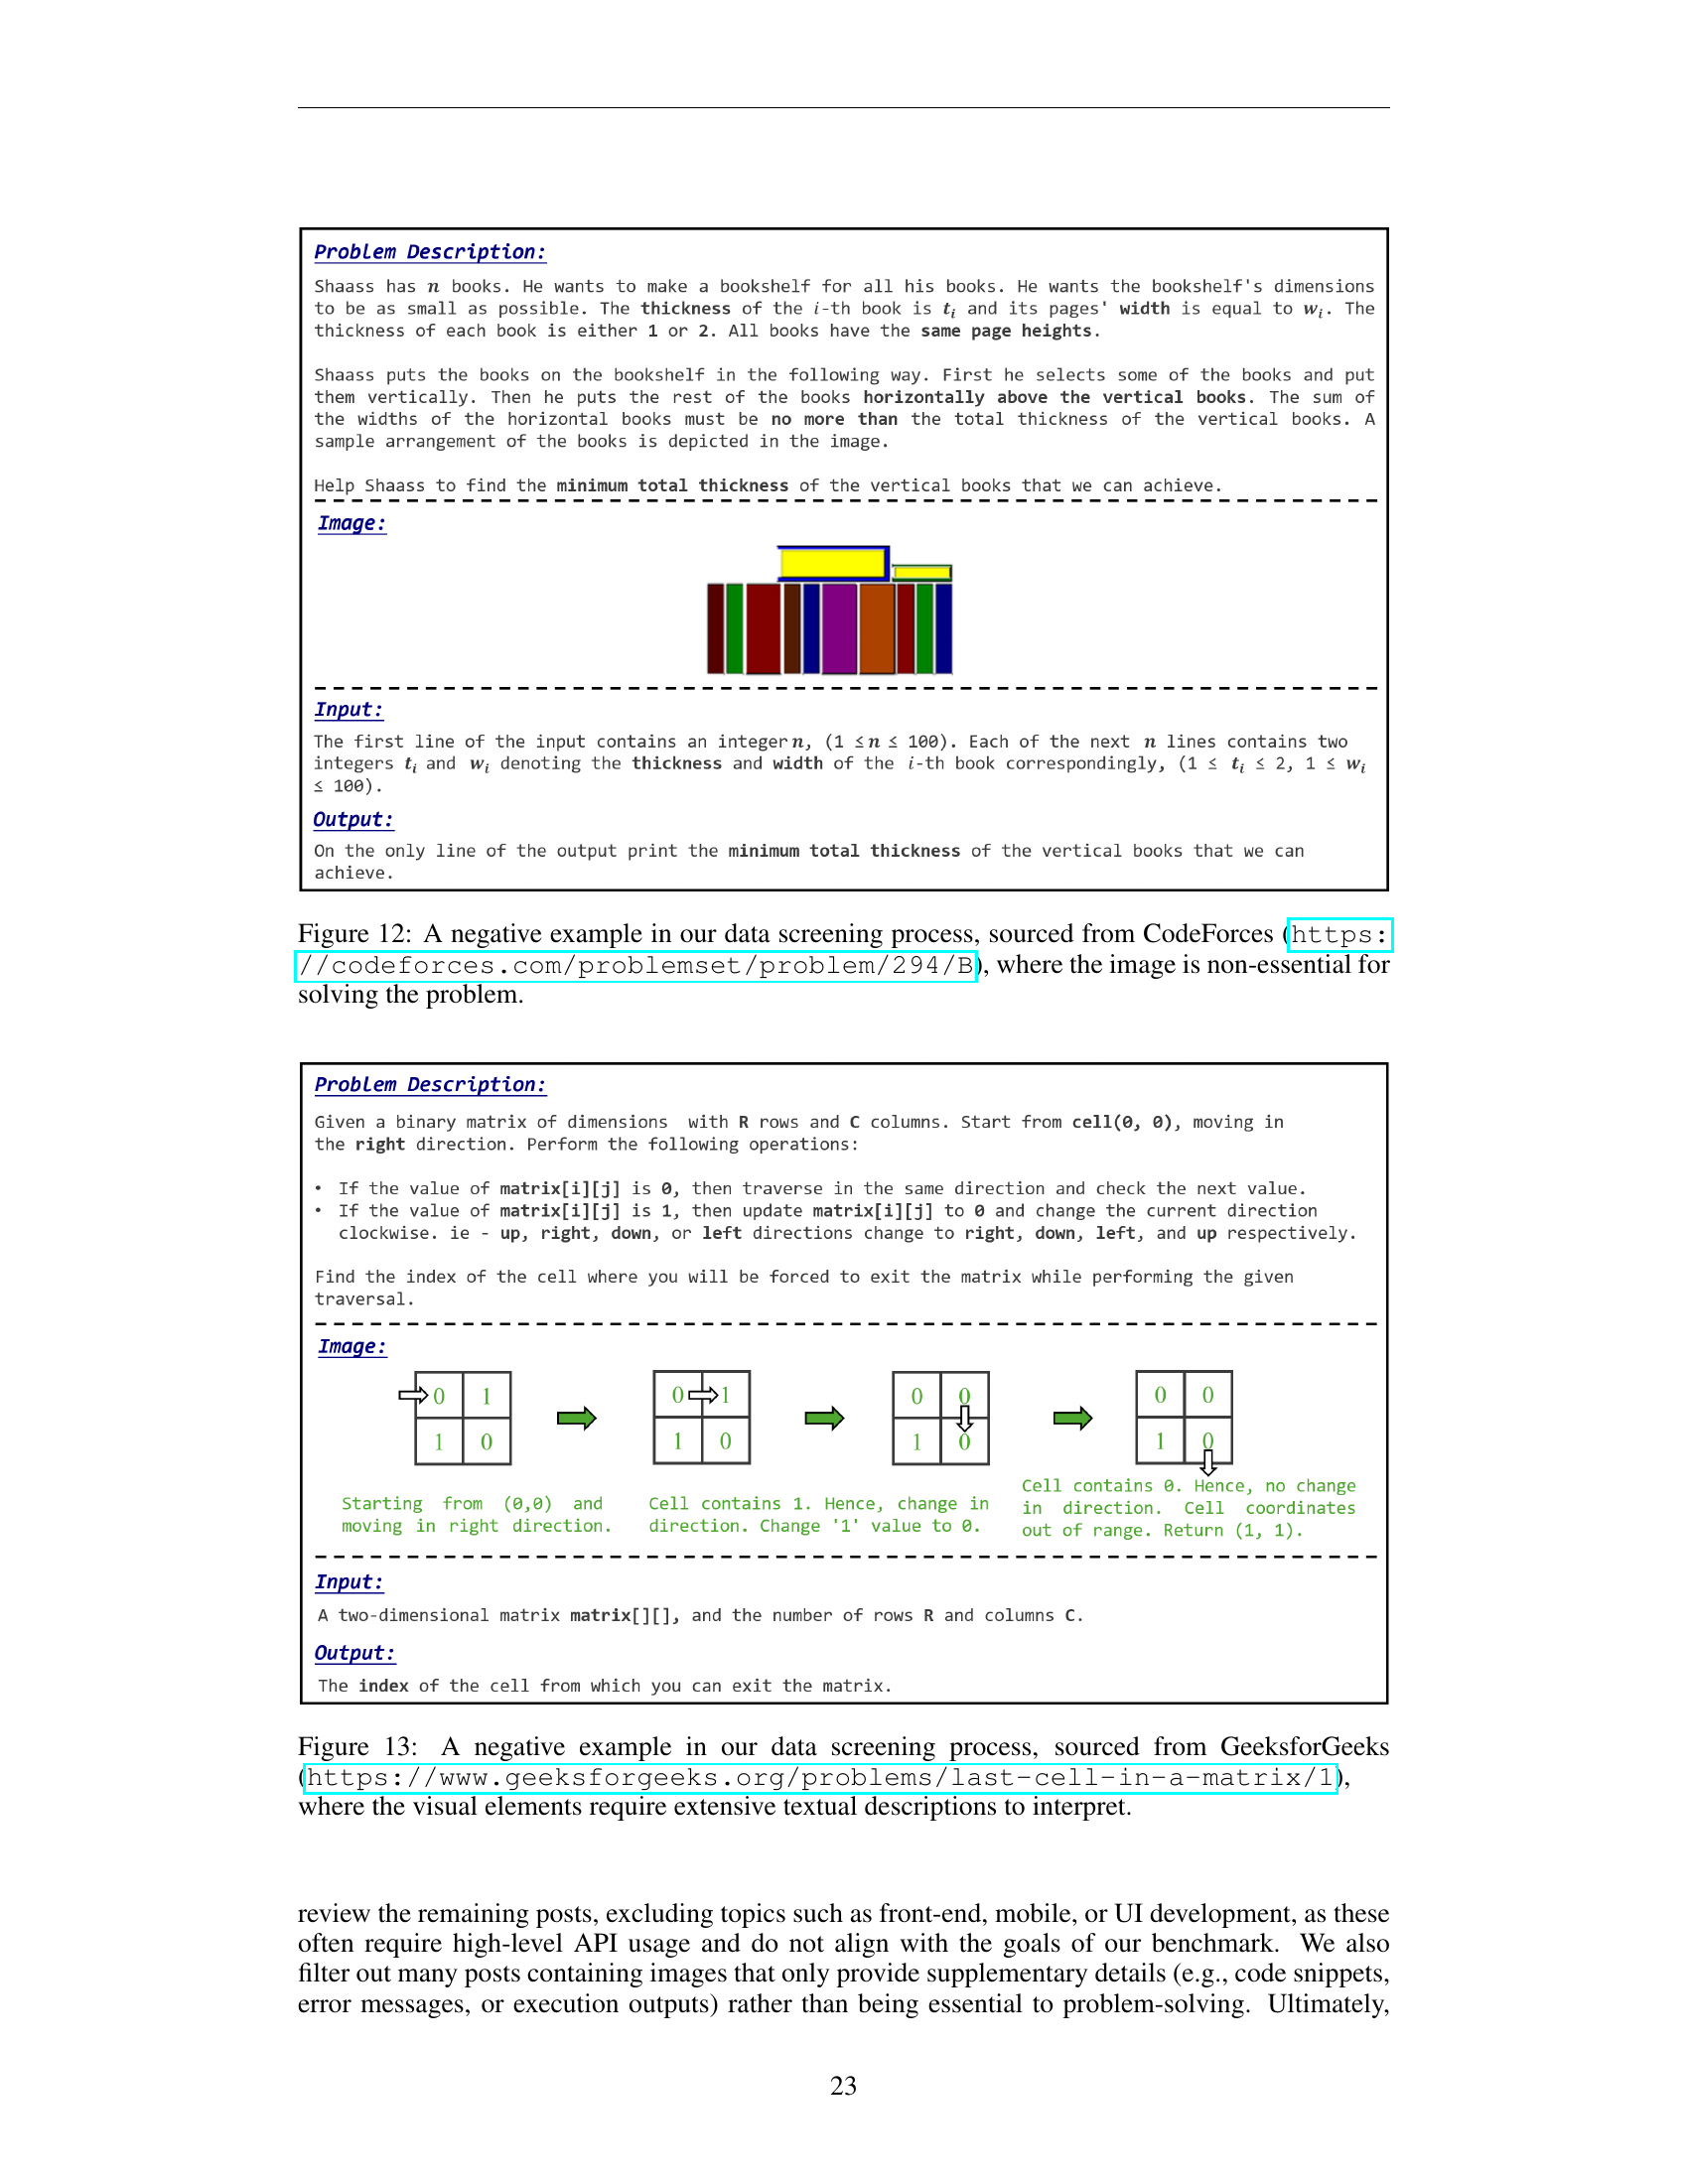 Problem Description:
Shaass has n books. He wants to make a bookshelf for all his books. He wants the bookshelf's dimensions
to be as small as possible. The thickness of the i-th book is tᵢ and its pages' width is equal to wᵢ. The
thickness of each book is either 1 or 2. All books have the same page heights.
Shaass puts the books on the bookshelf in the following way. First he selects some of the books and put
them vertically. Then he puts the rest of the books horizontally above the vertical books. The sum of
the widths of the horizontal books must be no more than the total thickness of the vertical books. A
sample arrangement of the books is depicted in the image.
Help Shaass to find the minimum total thickness of the vertical books that we can achieve.
Image:
Input:
The first line of the input contains an integer n, (1 ≤ n ≤ 100). Each of the next n lines contains two
integers tᵢ and wᵢ denoting the thickness and width of the i-th book correspondingly, (1 ≤ tᵢ ≤ 2, 1 ≤ wᵢ
≤ 100).
Output:
On the only line of the output print the minimum total thickness of the vertical books that we can
achieve.
Figure 12: A negative example in our data screening process, sourced from CodeForces (https:
//codeforces.com/problemset/problem/294/B), where the image is non-essential for
solving the problem.
Problem Description:
Given a binary matrix of dimensions with R rows and C columns. Start from cell(0, 0), moving in
the right direction. Perform the following operations:
• If the value of matrix[i][j] is 0, then traverse in the same direction and check the next value.
• If the value of matrix[i][j] is 1, then update matrix[i][j] to 0 and change the current direction
clockwise. ie - up, right, down, or left directions change to right, down, left, and up respectively.
Find the index of the cell where you will be forced to exit the matrix while performing the given
traversal.
Image:
0 1 0 1 0 0 0 0
1 0 1 0 1 0 1 0
Starting from (0,0) and
moving in right direction.
Cell contains 1. Hence, change in
direction. Change '1' value to 0.
Cell contains 0. Hence, no change
in direction. Cell coordinates
out of range. Return (1, 1).
Input:
A two-dimensional matrix matrix[][], and the number of rows R and columns C.
Output:
The index of the cell from which you can exit the matrix.
Figure 13: A negative example in our data screening process, sourced from GeeksforGeeks
(https://www.geeksforgeeks.org/problems/last-cell-in-a-matrix/1),
where the visual elements require extensive textual descriptions to interpret.
review the remaining posts, excluding topics such as front-end, mobile, or UI development, as these
often require high-level API usage and do not align with the goals of our benchmark. We also
filter out many posts containing images that only provide supplementary details (e.g., code snippets,
error messages, or execution outputs) rather than being essential to problem-solving. Ultimately,
23